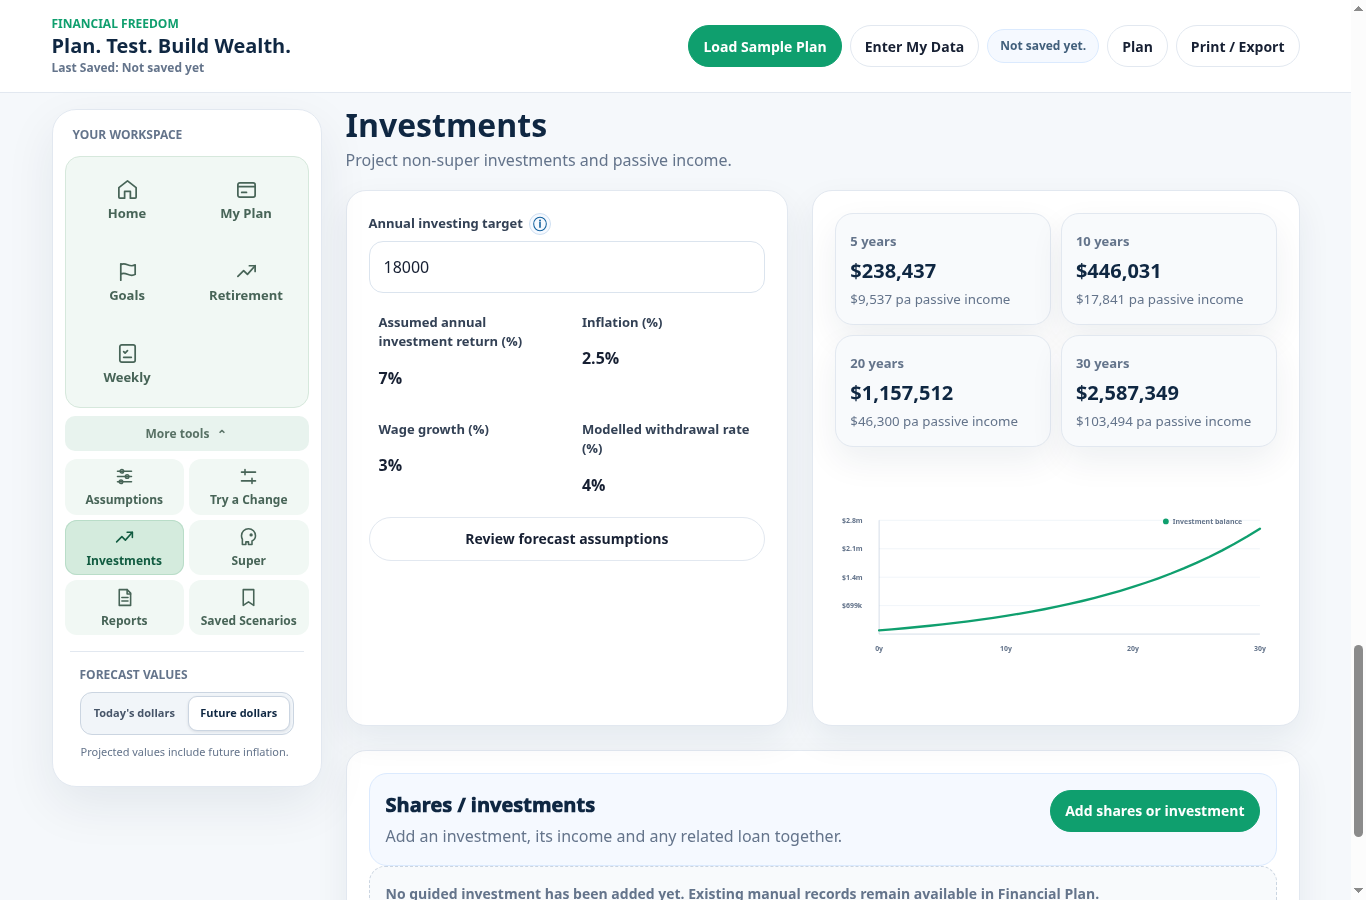 FINANCIAL FREEDOM
Plan. Test. Build Wealth.
Last Saved: Not saved yet
Load Sample Plan
Enter My Data
Not saved yet.
Plan
Print / Export
YOUR WORKSPACE
Home
My Plan
Goals
Retirement
Weekly
More tools
Assumptions
Try a Change
Investments
Super
Reports
Saved Scenarios
FORECAST VALUES
Today's dollars
Future dollars
Projected values include future inflation.
Investments
Project non-super investments and passive income.
Annual investing target
18000
Assumed annual
investment return (%)
7%
Inflation (%)
2.5%
Wage growth (%)
3%
Modelled withdrawal rate
(%)
4%
Review forecast assumptions
5 years
$238,437
$9,537 pa passive income
10 years
$446,031
$17,841 pa passive income
20 years
$1,157,512
$46,300 pa passive income
30 years
$2,587,349
$103,494 pa passive income
Investment balance
$2.8m
$2.1m
$1.4m
$699k
0y
10y
20y
30y
Shares / investments
Add an investment, its income and any related loan together.
Add shares or investment
No guided investment has been added yet. Existing manual records remain available in Financial Plan.